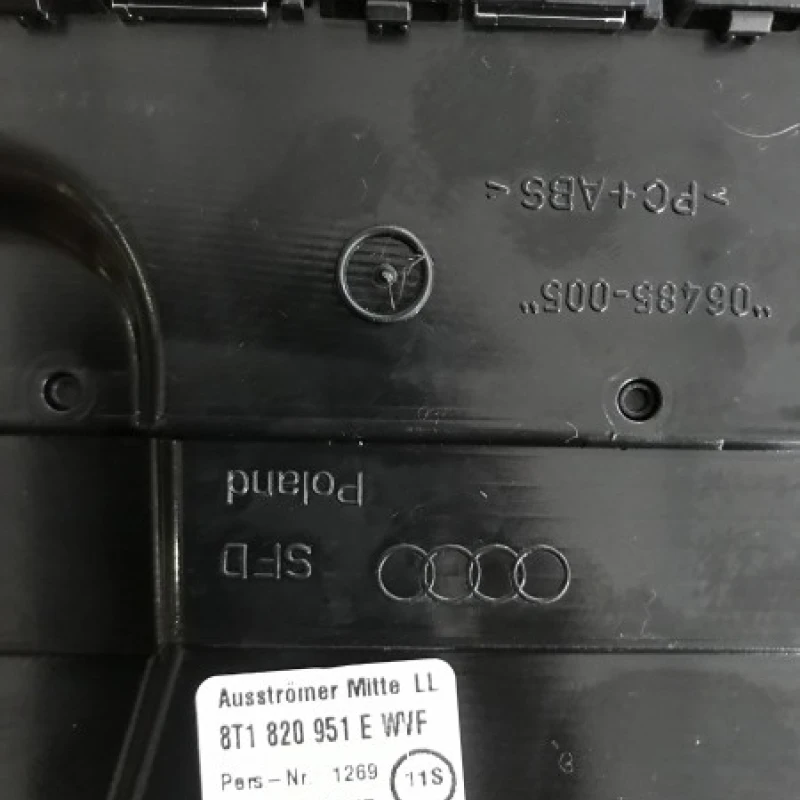 >PC+ABS<
"06485-005"
Poland
SFD
Ausströmer Mitte LL
8T1 820 951 E WVF
Pers-Nr. 1269 11S